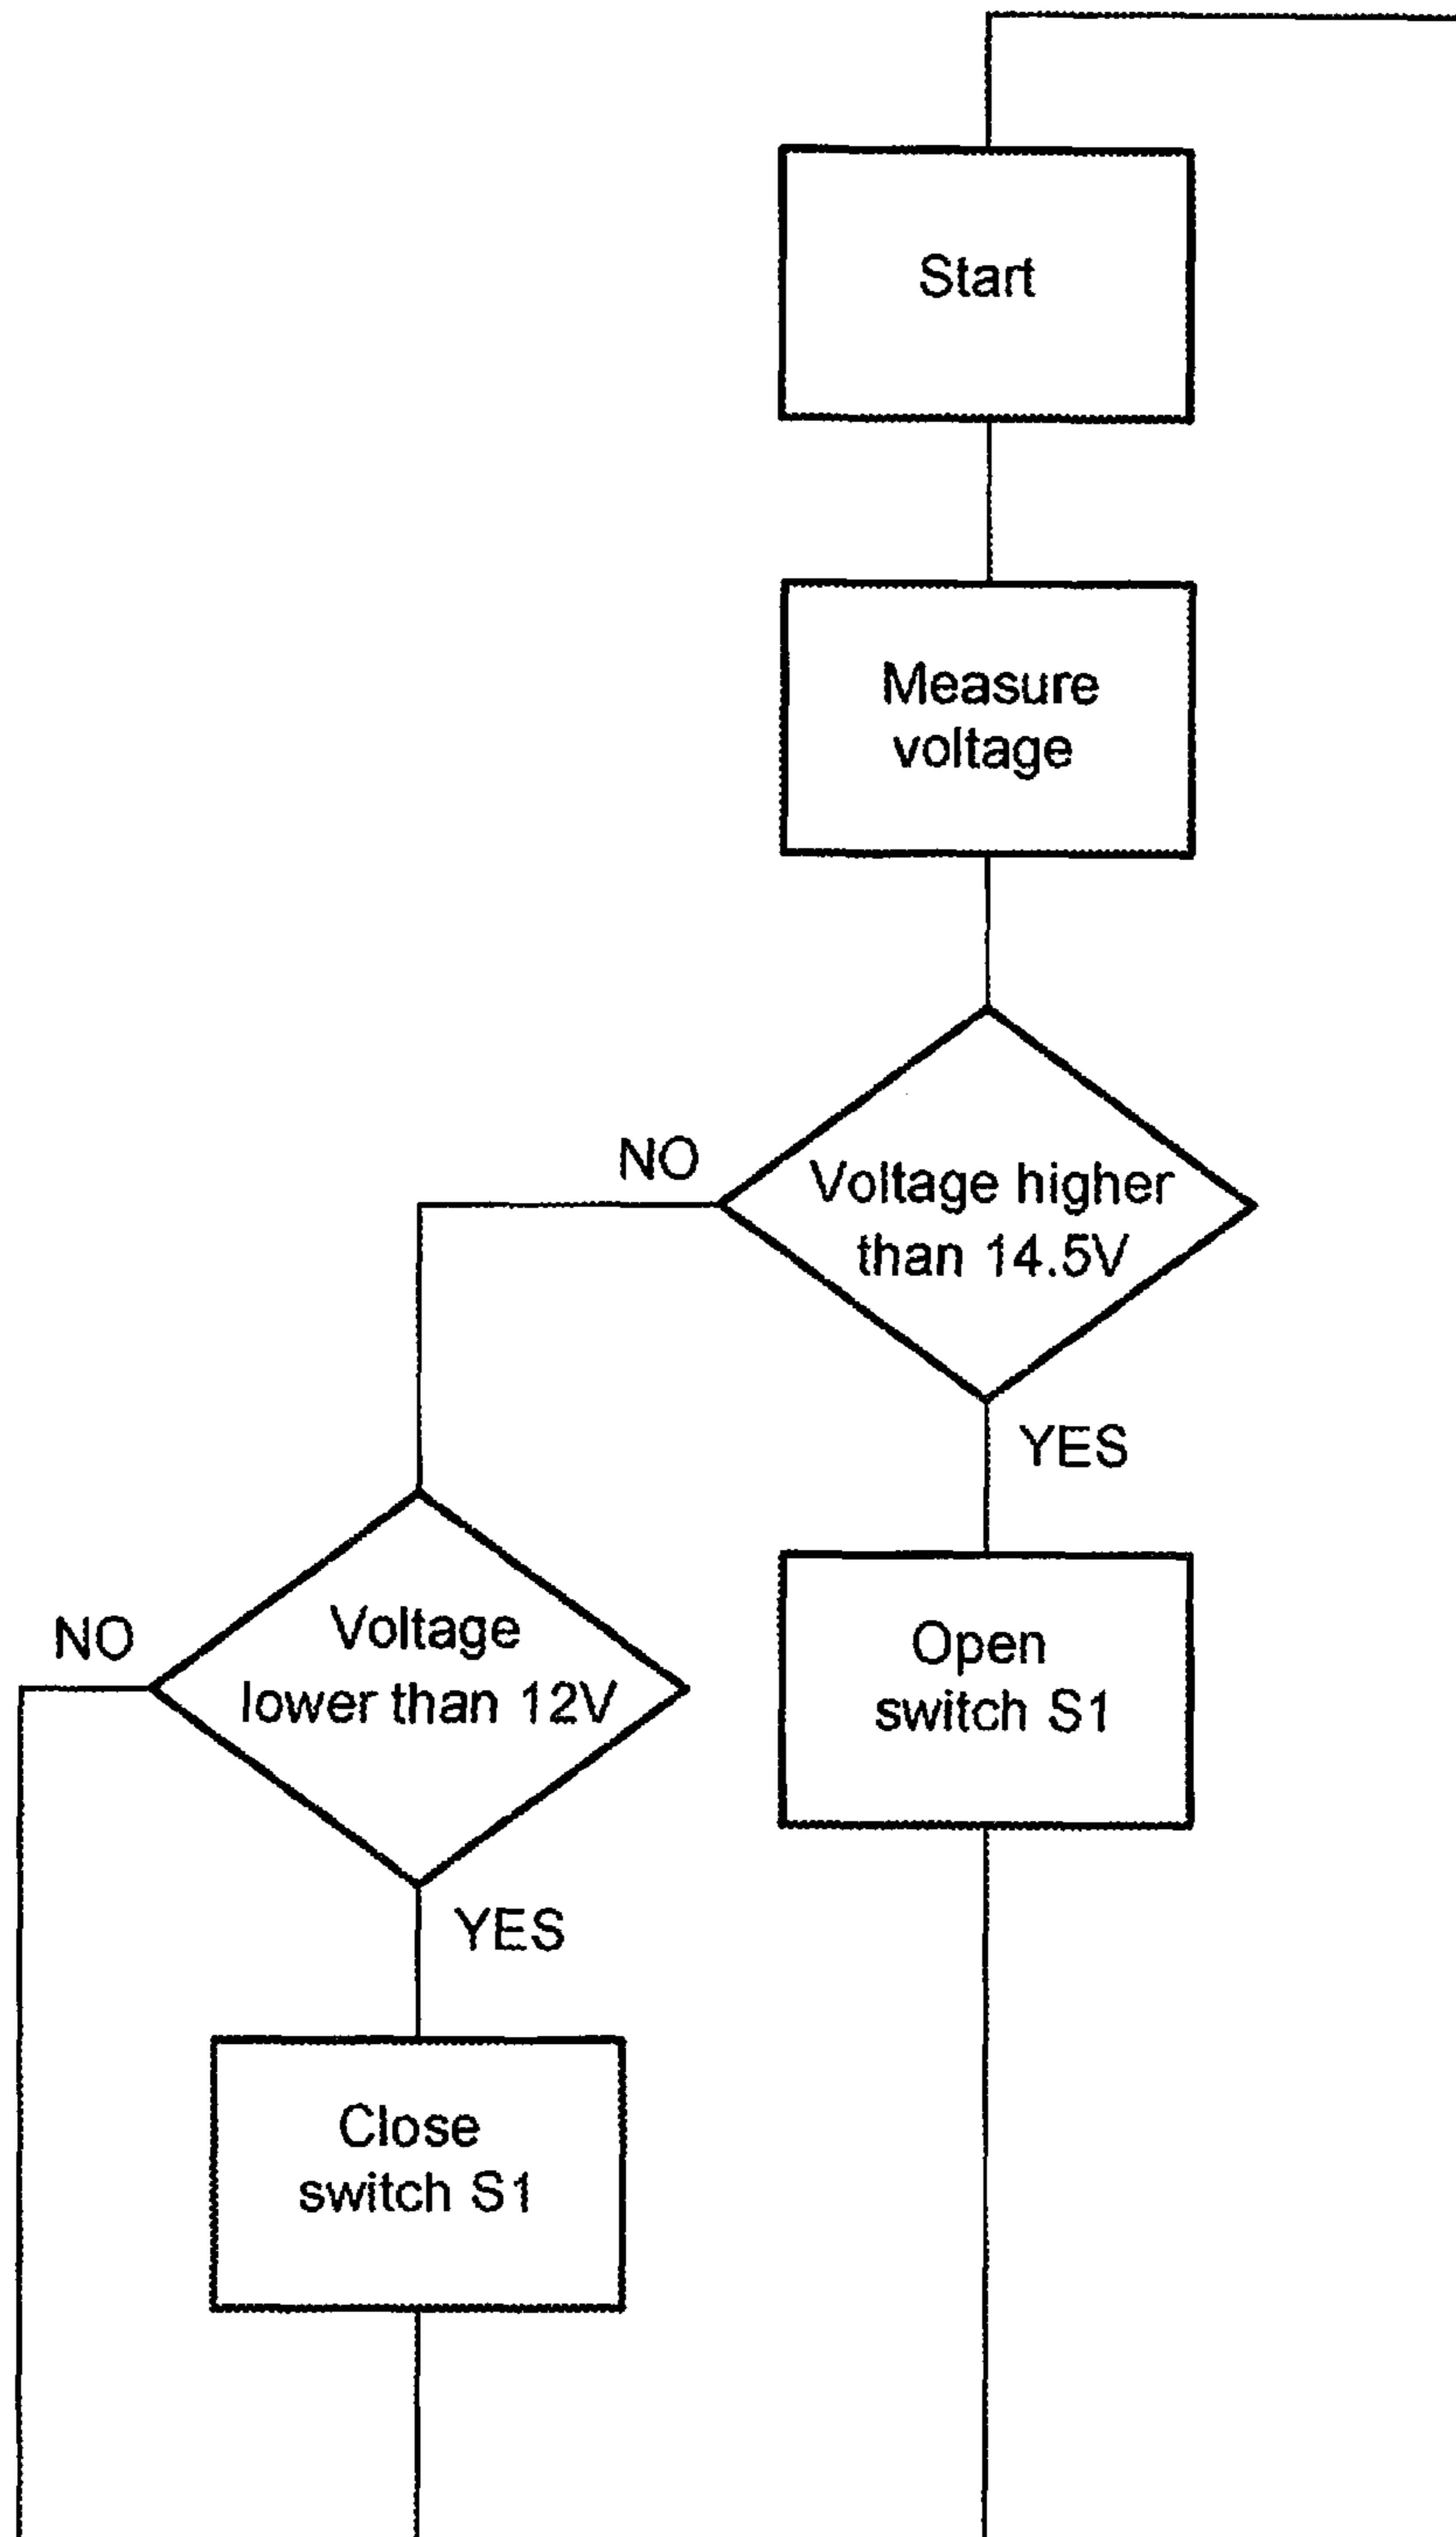 Start
Measure
voltage
NO
Voltage higher
than 14.5V
YES
NO
Voltage
lower than 12V
Open
switch S1
YES
Close
switch S1